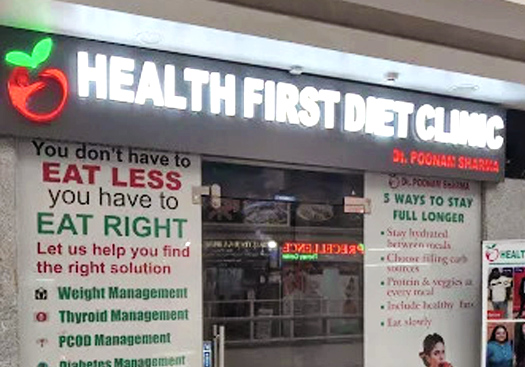 HEALTH FIRST DIET CLINIC
Dr. POONAM SHARMA
You don't have to
EAT LESS
you have to
EAT RIGHT
Let us help you find
the right solution
Weight Management
Thyroid Management
PCOD Management
Diabetes Management
Dr. POONAM SHARMA
5 WAYS TO STAY
FULL LONGER
Stay hydrated
between meals
Choose filling carb
sources
Protein & veggies at
every meal
Include healthy fats
Eat slowly
HEALT